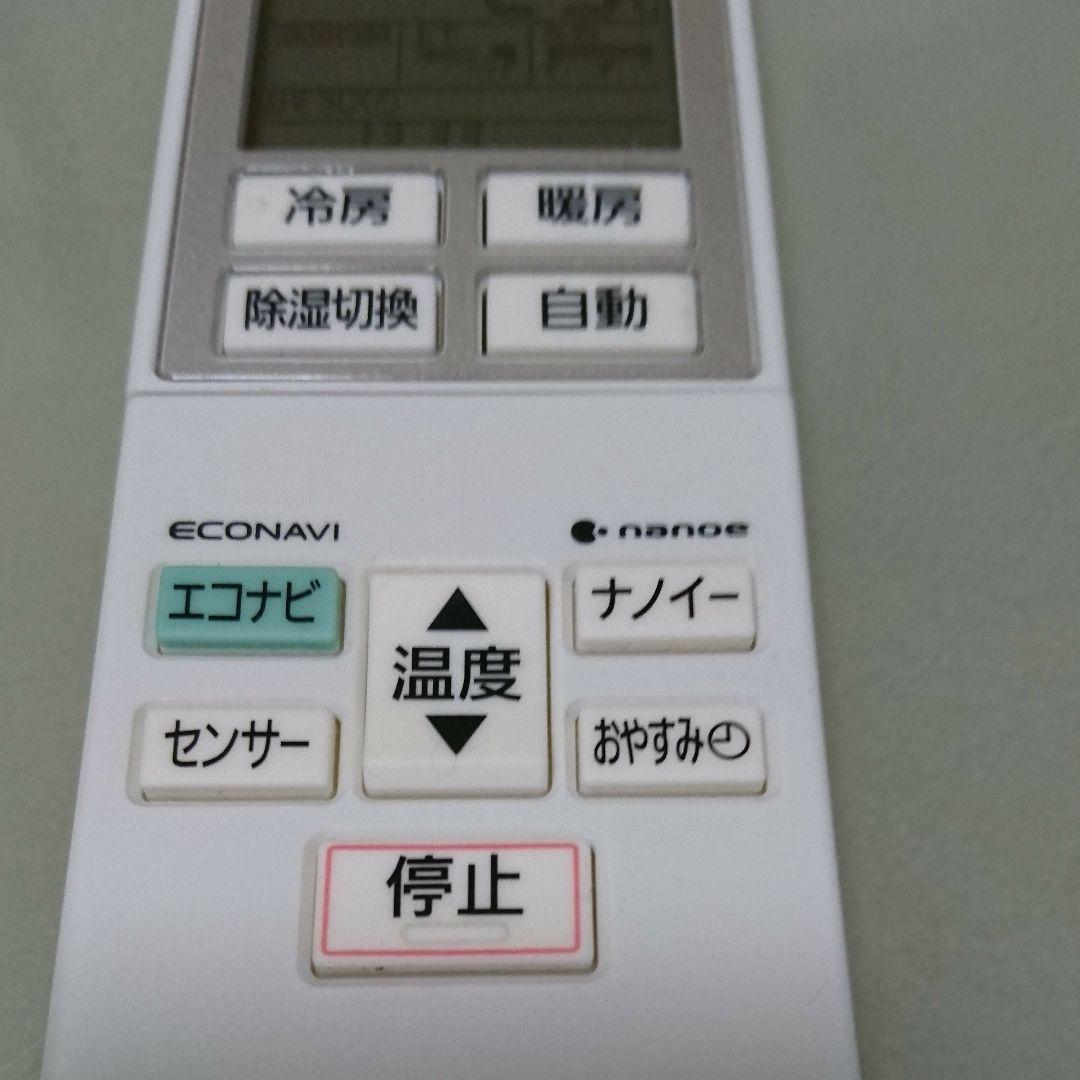 冷房
暖房
除湿切換
自動
ECONAVI
nanoe
エコナビ
▲
温度
▼
ナノイー
センサー
おやすみ
停止